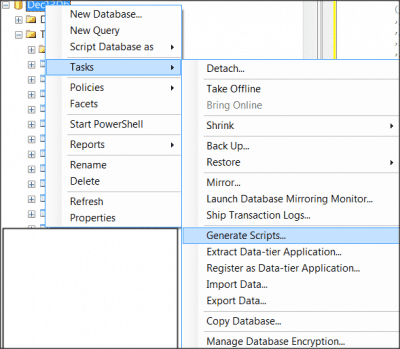 New Database...
New Query
Script Database as
Tasks
Policies
Facets
Start PowerShell
Reports
Rename
Delete
Refresh
Properties
Detach...
Take Offline
Bring Online
Shrink
Back Up...
Restore
Mirror...
Launch Database Mirroring Monitor...
Ship Transaction Logs...
Generate Scripts...
Extract Data-tier Application...
Register as Data-tier Application...
Import Data...
Export Data...
Copy Database...
Manage Database Encryption...